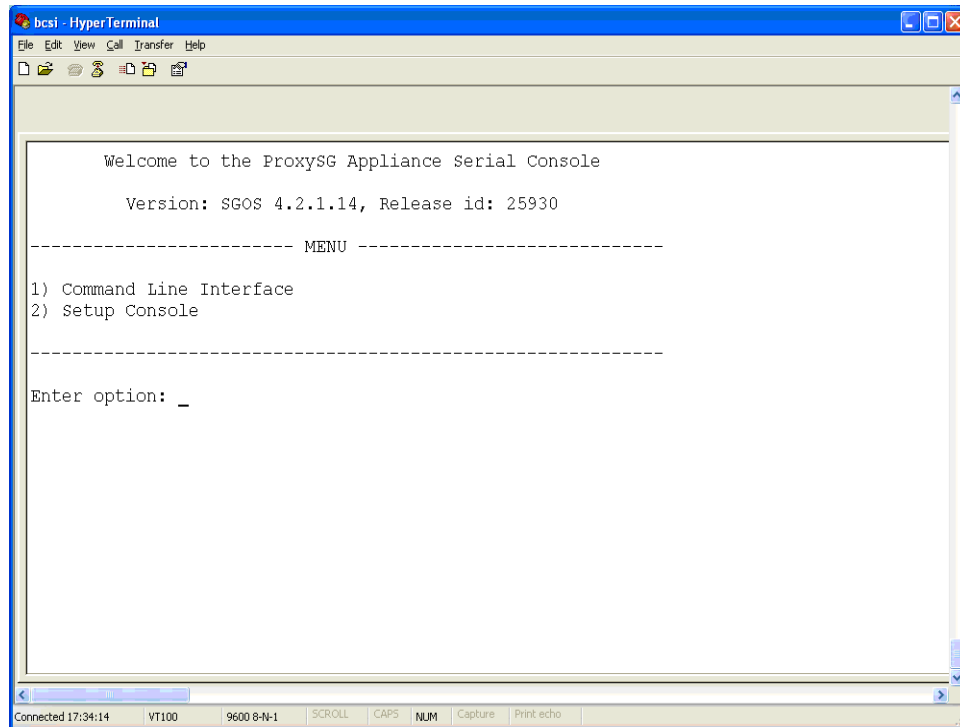 bcsi - HyperTerminal
File Edit View Call Transfer Help
Welcome to the ProxySG Appliance Serial Console
Version: SGOS 4.2.1.14, Release id: 25930
------------------------- MENU -----------------------------
1) Command Line Interface
2) Setup Console
------------------------------------------------------------
Enter option: _
Connected 17:34:14 VT100 9600 8-N-1 SCROLL CAPS NUM Capture Print echo